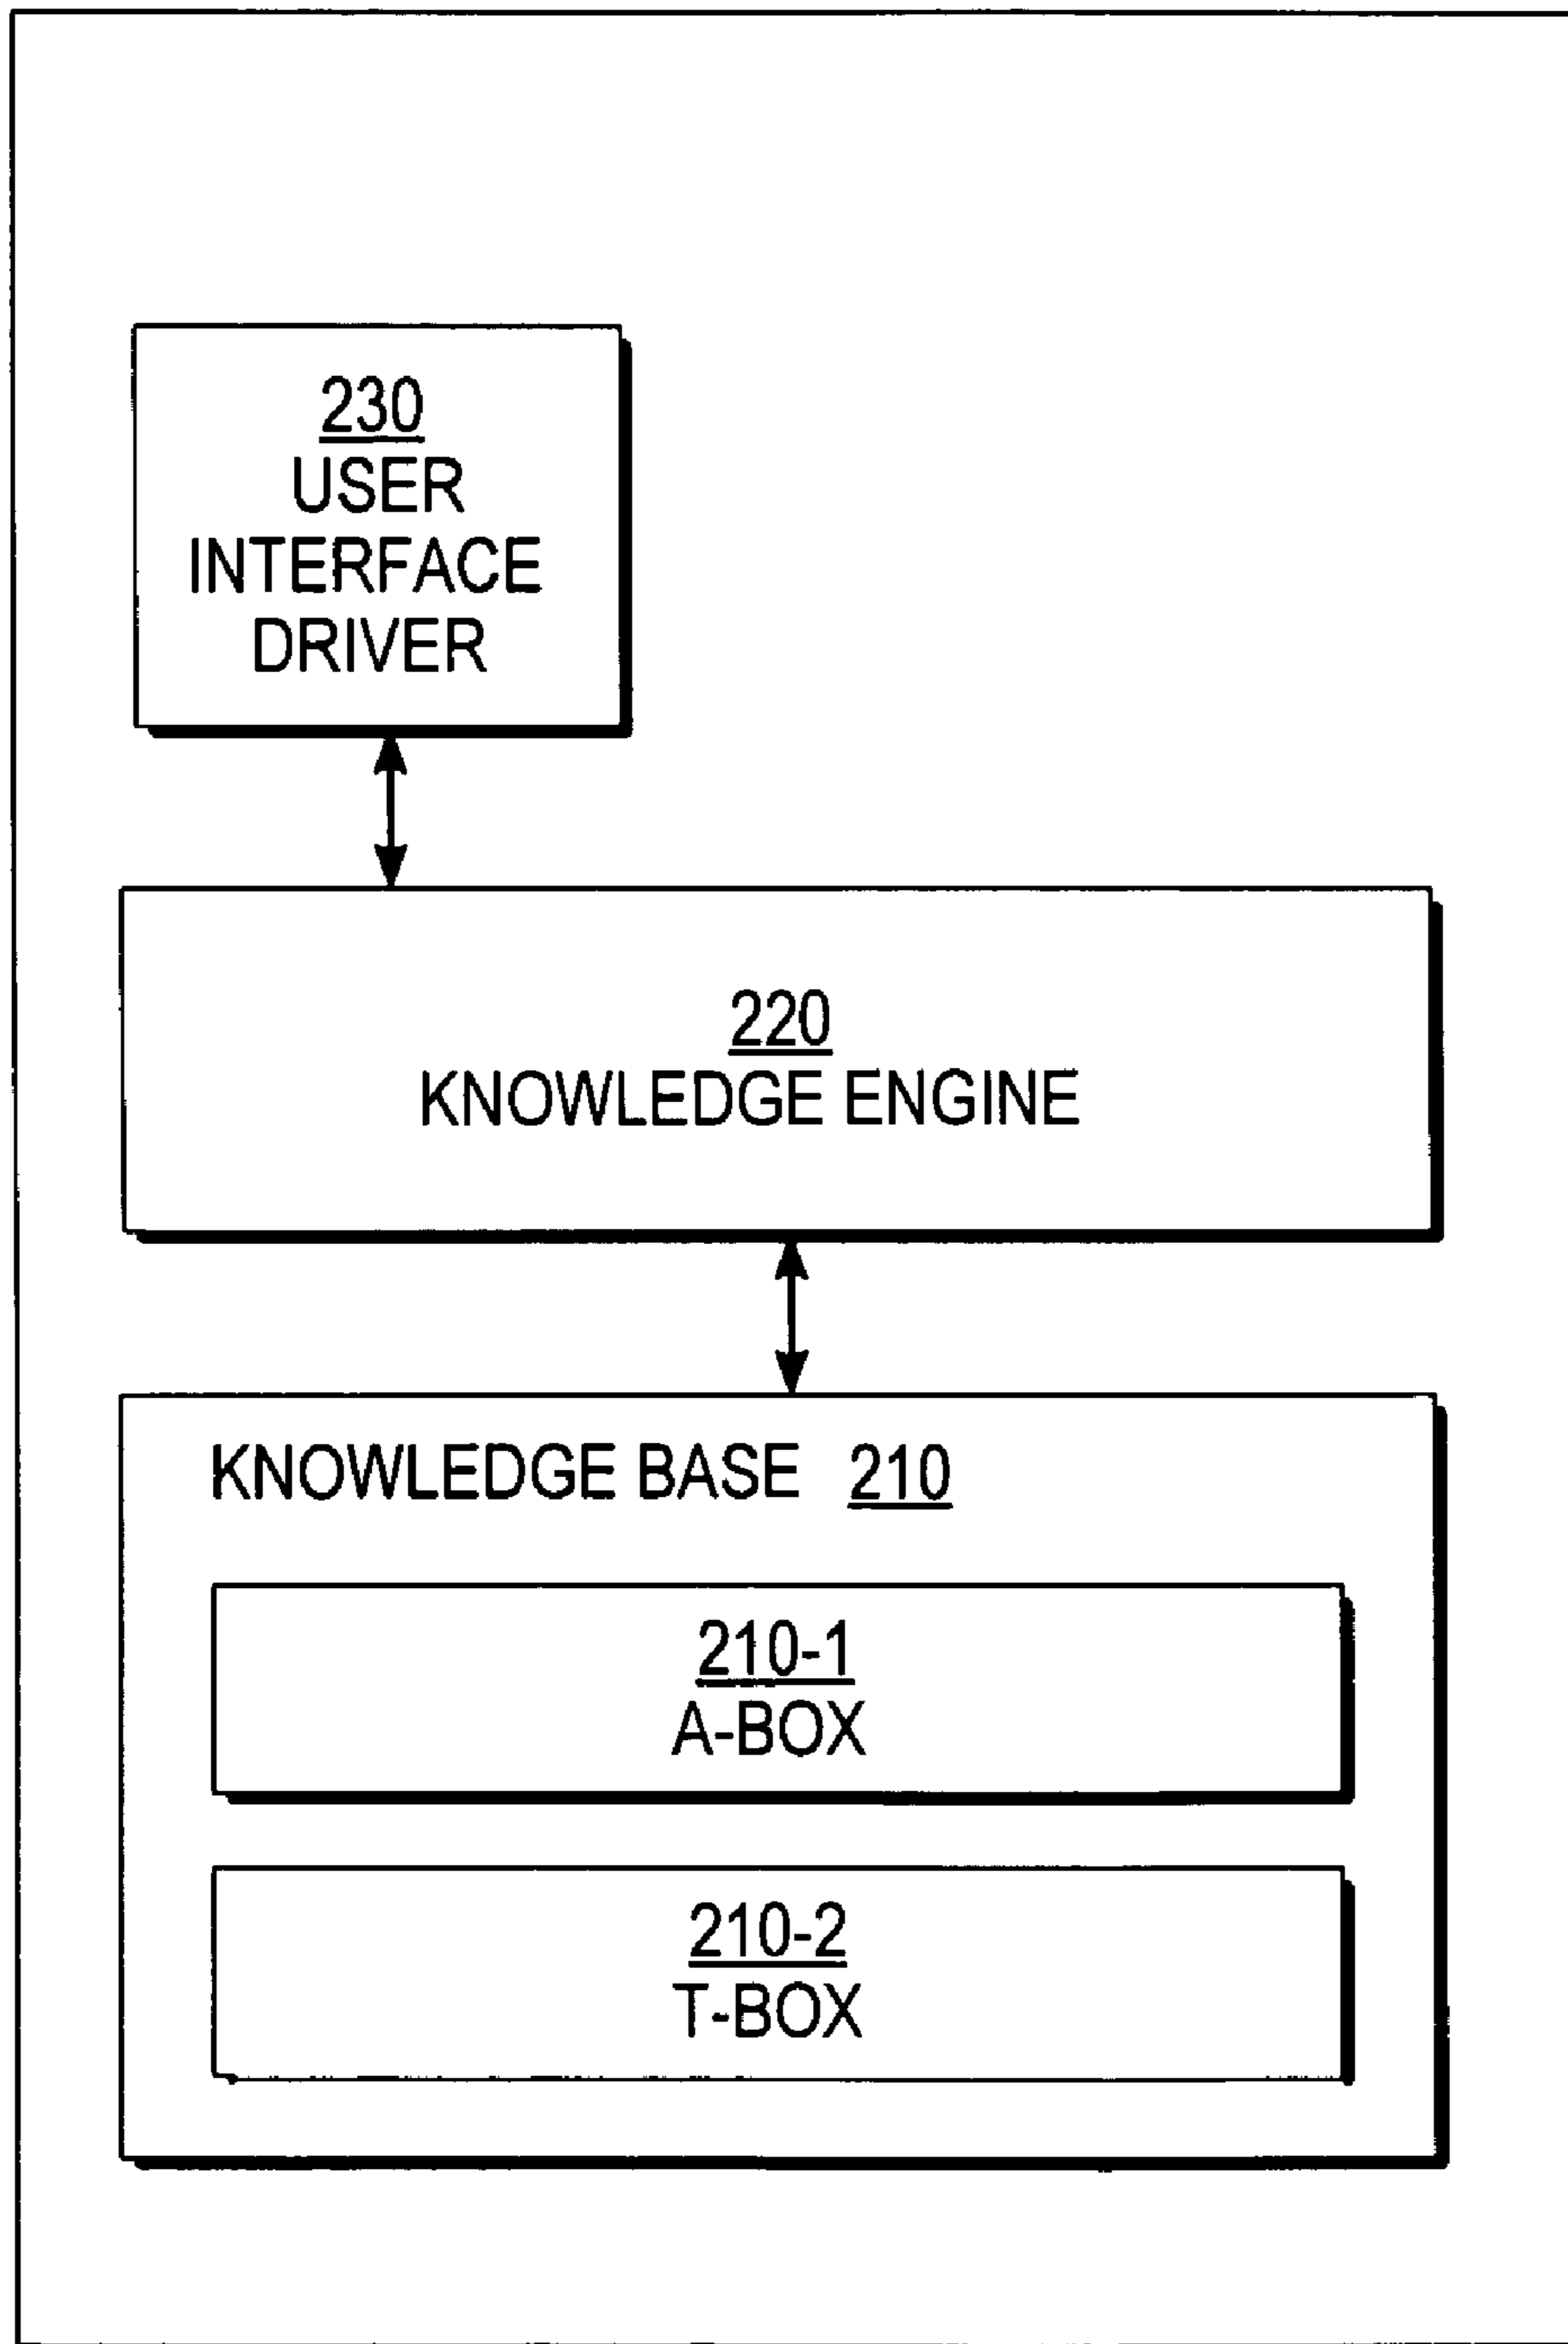 230
USER
INTERFACE
DRIVER
220
KNOWLEDGE ENGINE
KNOWLEDGE BASE 210
210-1
A-BOX
210-2
T-BOX